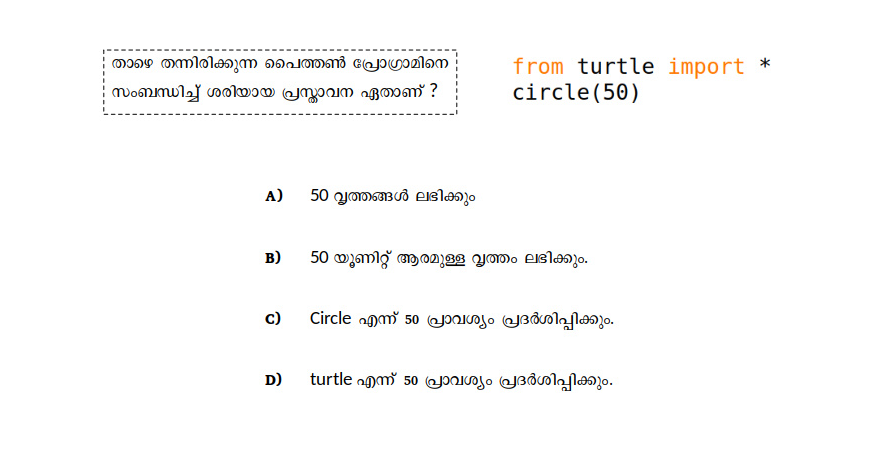 താഴെ തന്നിരിക്കുന്ന പൈത്തൺ പ്രോഗ്രാമിനെ
സംബന്ധിച്ച് ശരിയായ പ്രസ്താവന ഏതാണ് ?
from turtle import *
circle(50)
A) 50 വൃത്തങ്ങൾ ലഭിക്കും
B) 50 യൂണിറ്റ് ആരമുള്ള വൃത്തം ലഭിക്കും.
C) Circle എന്ന് 50 പ്രാവശ്യം പ്രദർശിപ്പിക്കും.
D) turtle എന്ന് 50 പ്രാവശ്യം പ്രദർശിപ്പിക്കും.